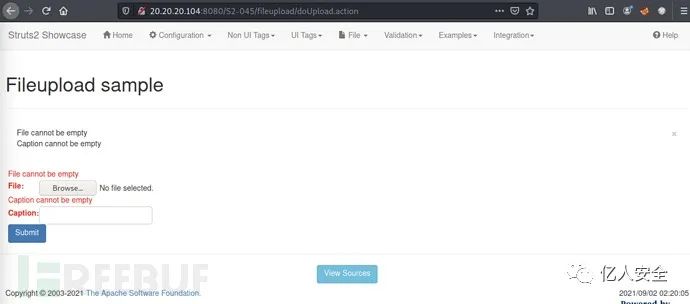 20.20.20.104:8080/S2-045/fileupload/doUpload.action
Struts2 Showcase Home Configuration Non UI Tags UI Tags File Validation Examples Integration Help
Fileupload sample
File cannot be empty ×
Caption cannot be empty
File cannot be empty
File: Browse... No file selected.
Caption cannot be empty
Caption:
Submit
View Sources
REEBUF 亿人安全
Copyright © 2003-2021 The Apache Software Foundation. 2021/09/02 02:20:05
Powered by